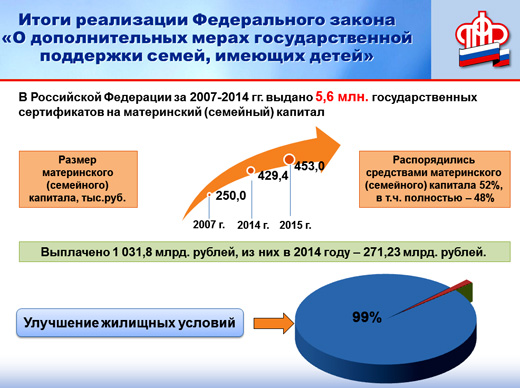 Итоги реализации Федерального закона
«О дополнительных мерах государственной
поддержки семей, имеющих детей»
ПФР
В Российской Федерации за 2007-2014 гг. выдано 5,6 млн. государственных
сертификатов на материнский (семейный) капитал
Размер
материнского
(семейного)
капитала, тыс.руб.
250,0
429,4
453,0
2007 г. 2014 г. 2015 г.
Распорядились
средствами материнского
(семейного) капитала 52%,
в т.ч. полностью – 48%
Выплачено 1 031,8 млрд. рублей, из них в 2014 году – 271,23 млрд. рублей.
Улучшение жилищных условий
99%